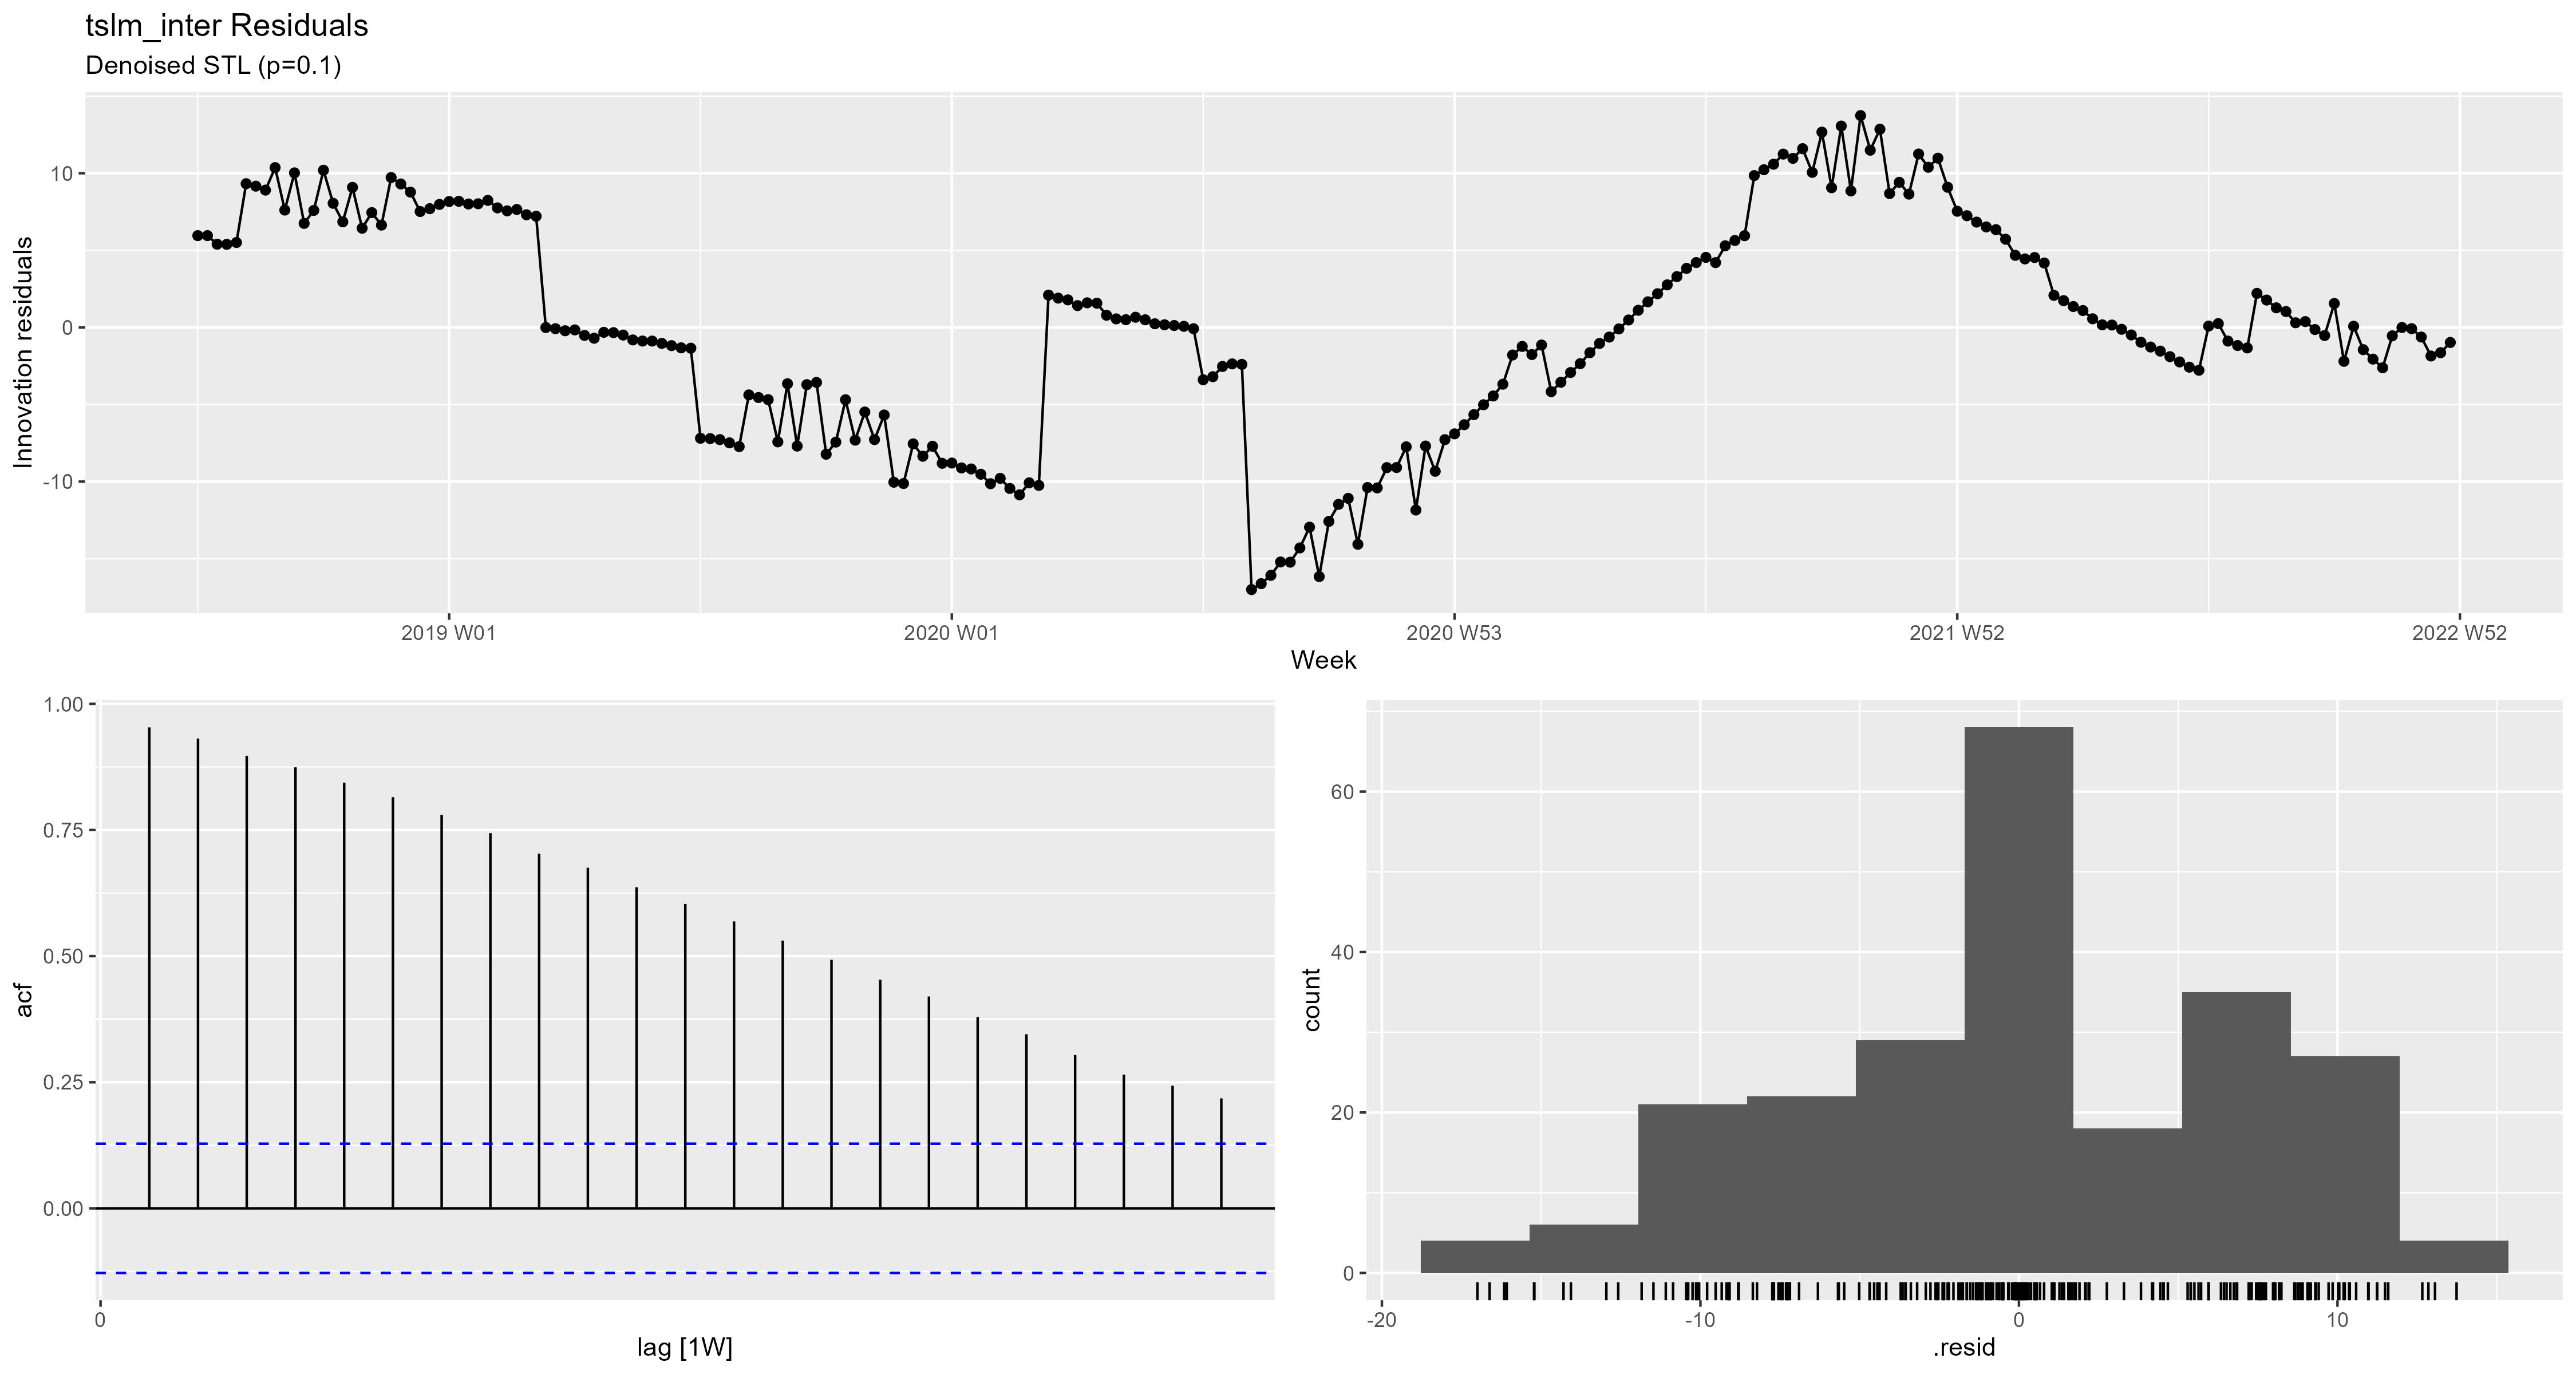 tslm_inter Residuals
Denoised STL (p=0.1)
Innovation residuals
10
0
-10
2019 W01
2020 W01
2020 W53
2021 W52
2022 W52
Week
acf
1.00
0.75
0.50
0.25
0.00
0
lag [1W]
count
60
40
20
0
-20
-10
0
10
.resid